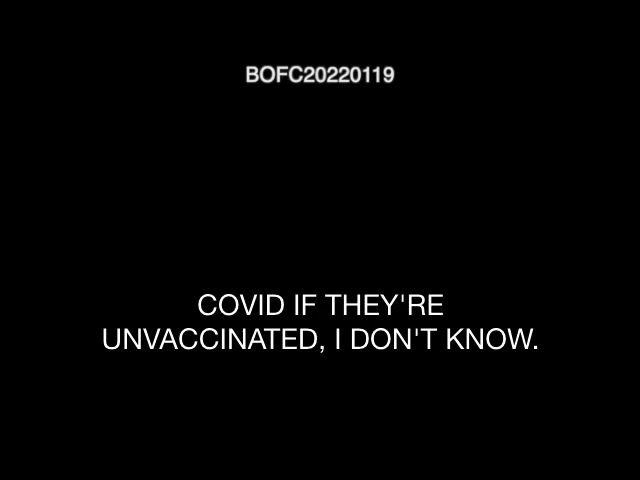 BOFC20220119
COVID IF THEY'RE
UNVACCINATED, I DON'T KNOW.